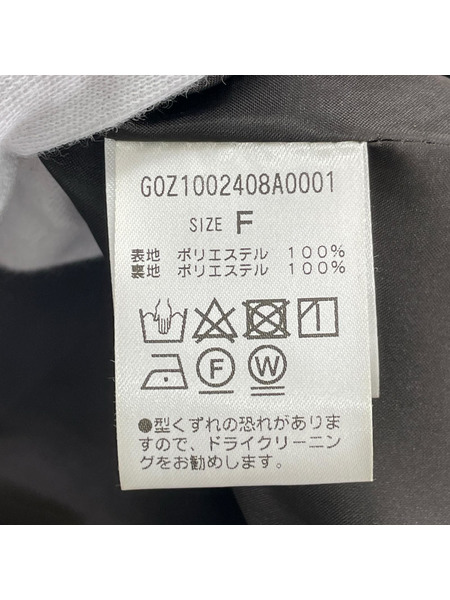 G0Z1002408A0001
SIZE F
表地 ポリエステル 100%
裏地 ポリエステル 100%
F W
●型くずれの恐れがありま
すので、ドライクリーニン
グをお勧めします。